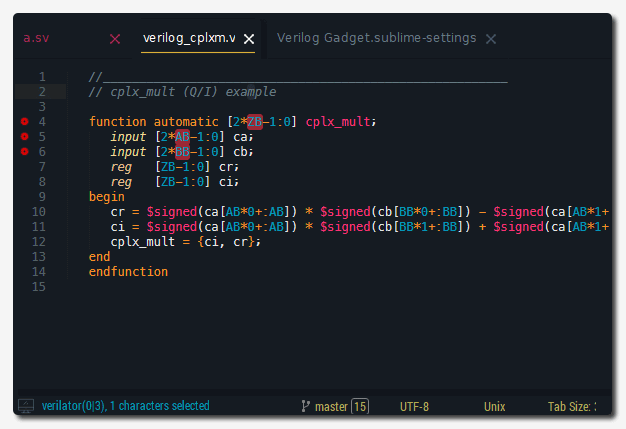 a.sv × verilog_cplxm.v × Verilog Gadget.sublime-settings ×
1 //________________________________________________________
2 // cplx_mult (Q/I) example
3
4 function automatic [2*ZB-1:0] cplx_mult;
5 input [2*AB-1:0] ca;
6 input [2*BB-1:0] cb;
7 reg [ZB-1:0] cr;
8 reg [ZB-1:0] ci;
9 begin
10 cr = $signed(ca[AB*0+:AB]) * $signed(cb[BB*0+:BB]) - $signed(ca[AB*1+
11 ci = $signed(ca[AB*0+:AB]) * $signed(cb[BB*1+:BB]) + $signed(ca[AB*1+
12 cplx_mult = {ci, cr};
13 end
14 endfunction
15
verilator(0|3), 1 characters selected master 15 UTF-8 Unix Tab Size: